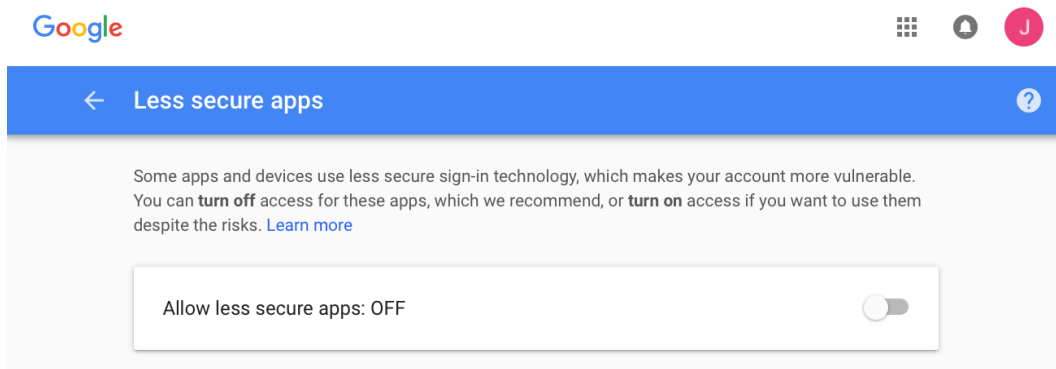 Google
J
Less secure apps
?
Some apps and devices use less secure sign-in technology, which makes your account more vulnerable.
You can turn off access for these apps, which we recommend, or turn on access if you want to use them
despite the risks. Learn more
Allow less secure apps: OFF